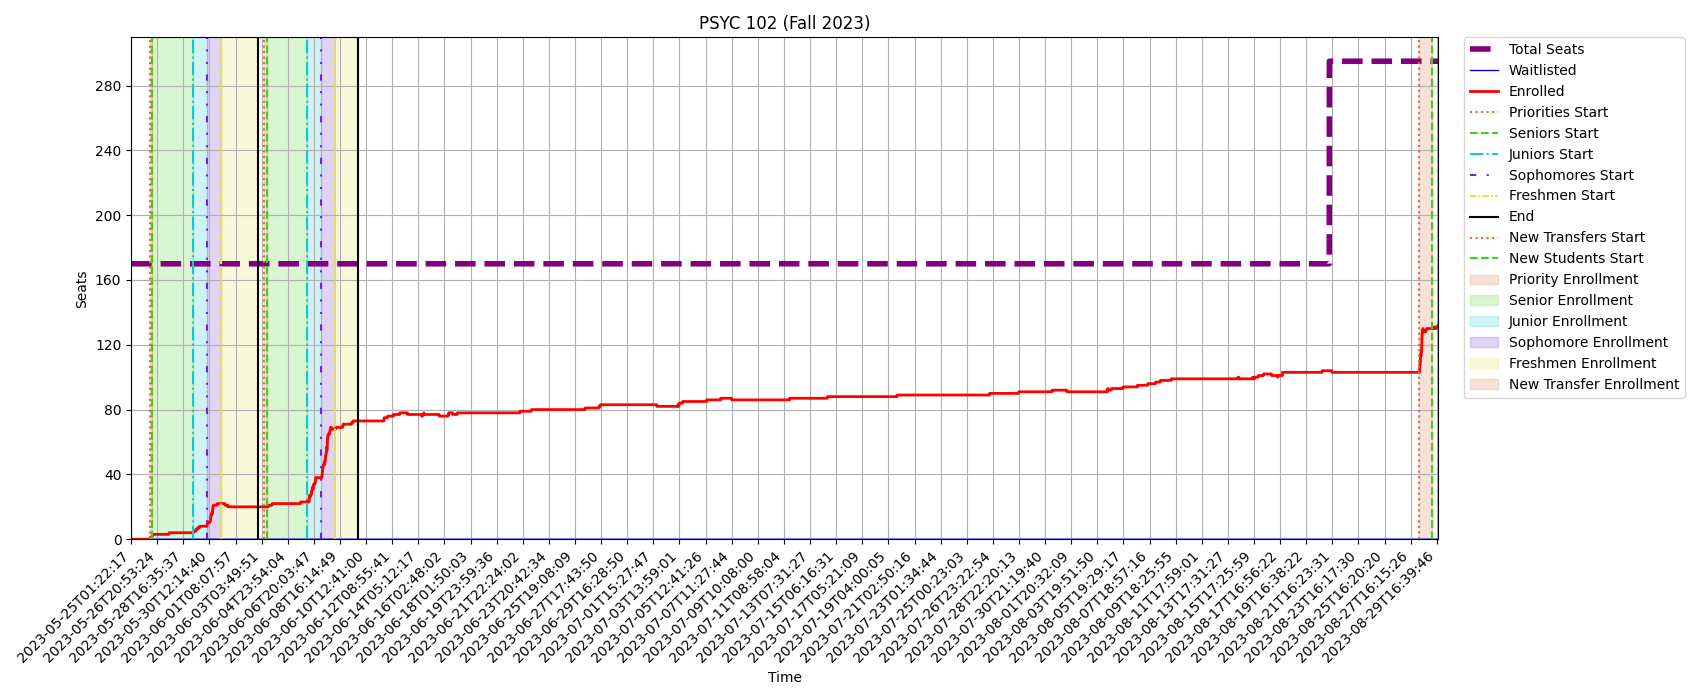 PSYC 102 (Fall 2023)
Seats
280
240
200
160
120
80
40
0
2023-05-25T01:22:17
2023-05-26T20:53:24
2023-05-28T16:35:37
2023-05-30T12:14:40
2023-06-01T08:07:57
2023-06-03T03:49:51
2023-06-04T23:54:04
2023-06-06T20:03:47
2023-06-08T16:14:49
2023-06-10T12:41:00
2023-06-12T08:55:41
2023-06-14T05:12:17
2023-06-16T02:48:02
2023-06-18T01:50:03
2023-06-19T23:59:36
2023-06-21T22:24:02
2023-06-23T20:42:34
2023-06-25T19:08:09
2023-06-27T17:43:50
2023-06-29T16:28:50
2023-07-01T15:27:47
2023-07-03T13:59:01
2023-07-05T12:41:26
2023-07-07T11:27:44
2023-07-09T10:08:00
2023-07-11T08:58:04
2023-07-13T07:31:27
2023-07-15T06:16:31
2023-07-17T05:21:09
2023-07-19T04:00:05
2023-07-21T02:50:16
2023-07-23T01:34:44
2023-07-25T00:23:03
2023-07-26T23:22:54
2023-07-28T22:20:13
2023-07-30T21:19:40
2023-08-01T20:32:09
2023-08-03T19:51:50
2023-08-05T19:29:17
2023-08-07T18:57:16
2023-08-09T18:25:55
2023-08-11T17:59:01
2023-08-13T17:31:27
2023-08-15T17:25:59
2023-08-17T16:56:22
2023-08-19T16:38:22
2023-08-21T16:23:31
2023-08-23T16:17:30
2023-08-25T16:20:20
2023-08-27T16:15:26
2023-08-29T16:39:46
Time
Total Seats
Waitlisted
Enrolled
Priorities Start
Seniors Start
Juniors Start
Sophomores Start
Freshmen Start
End
New Transfers Start
New Students Start
Priority Enrollment
Senior Enrollment
Junior Enrollment
Sophomore Enrollment
Freshmen Enrollment
New Transfer Enrollment